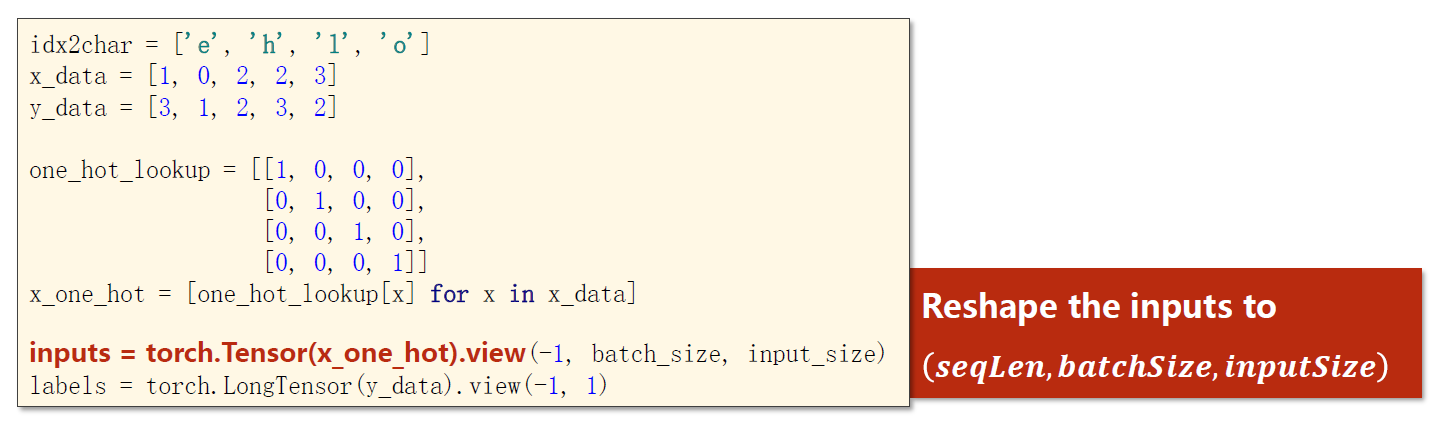 idx2char = ['e', 'h', 'l', 'o']
x_data = [1, 0, 2, 2, 3]
y_data = [3, 1, 2, 3, 2]
one_hot_lookup = [[1, 0, 0, 0],
[0, 1, 0, 0],
[0, 0, 1, 0],
[0, 0, 0, 1]]
x_one_hot = [one_hot_lookup[x] for x in x_data]
inputs = torch.Tensor(x_one_hot).view(-1, batch_size, input_size)
labels = torch.LongTensor(y_data).view(-1, 1)
Reshape the inputs to
(seqLen, batchSize, inputSize)